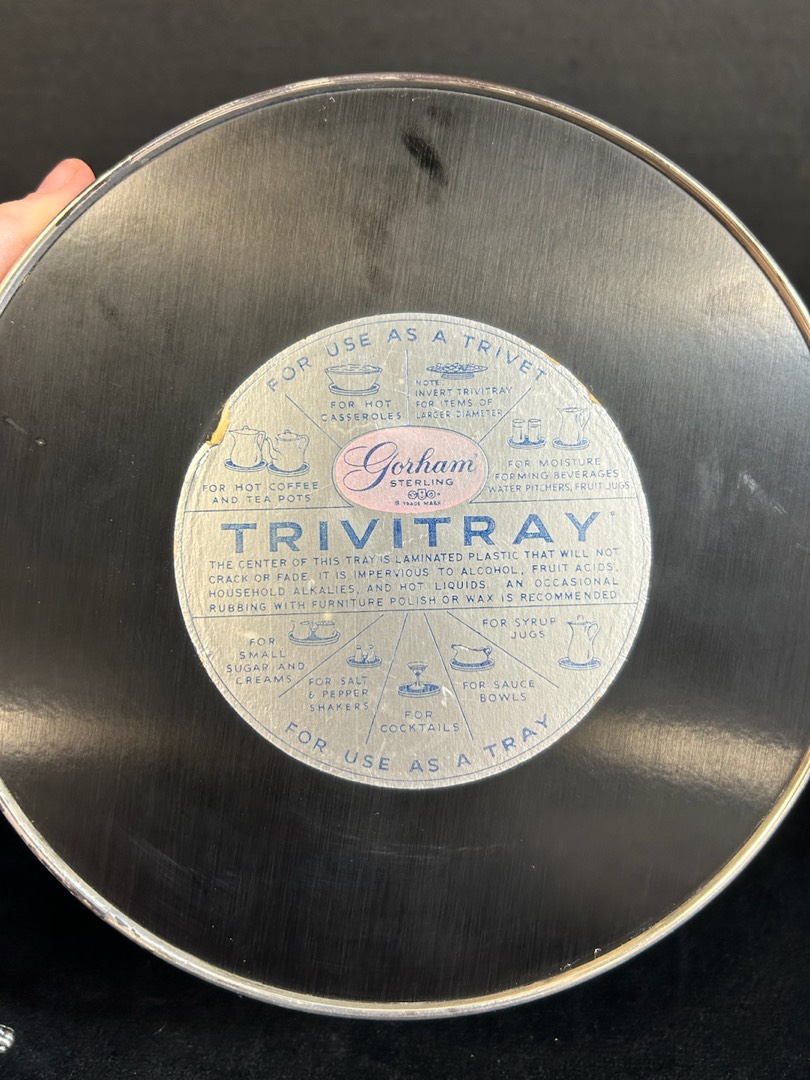 FOR USE AS A TRIVET
FOR HOT
CASSEROLES
NOTE:
INVERT TRIVITRAY
FOR ITEMS OF
LARGER DIAMETER
FOR HOT COFFEE
AND TEA POTS
Gorham®
STERLING
® TRADE MARK
FOR MOISTURE
FORMING BEVERAGES
WATER PITCHERS, FRUIT JUGS
TRIVITRAY
THE CENTER OF THIS TRAY IS LAMINATED PLASTIC THAT WILL NOT
CRACK OR FADE. IT IS IMPERVIOUS TO ALCOHOL, FRUIT ACIDS,
HOUSEHOLD ALKALIES, AND HOT LIQUIDS. AN OCCASIONAL
RUBBING WITH FURNITURE POLISH OR WAX IS RECOMMENDED
FOR
SMALL
SUGAR AND
CREAMS
FOR SALT
& PEPPER
SHAKERS
FOR
COCKTAILS
FOR SAUCE
BOWLS
FOR SYRUP
JUGS
FOR USE AS A TRAY